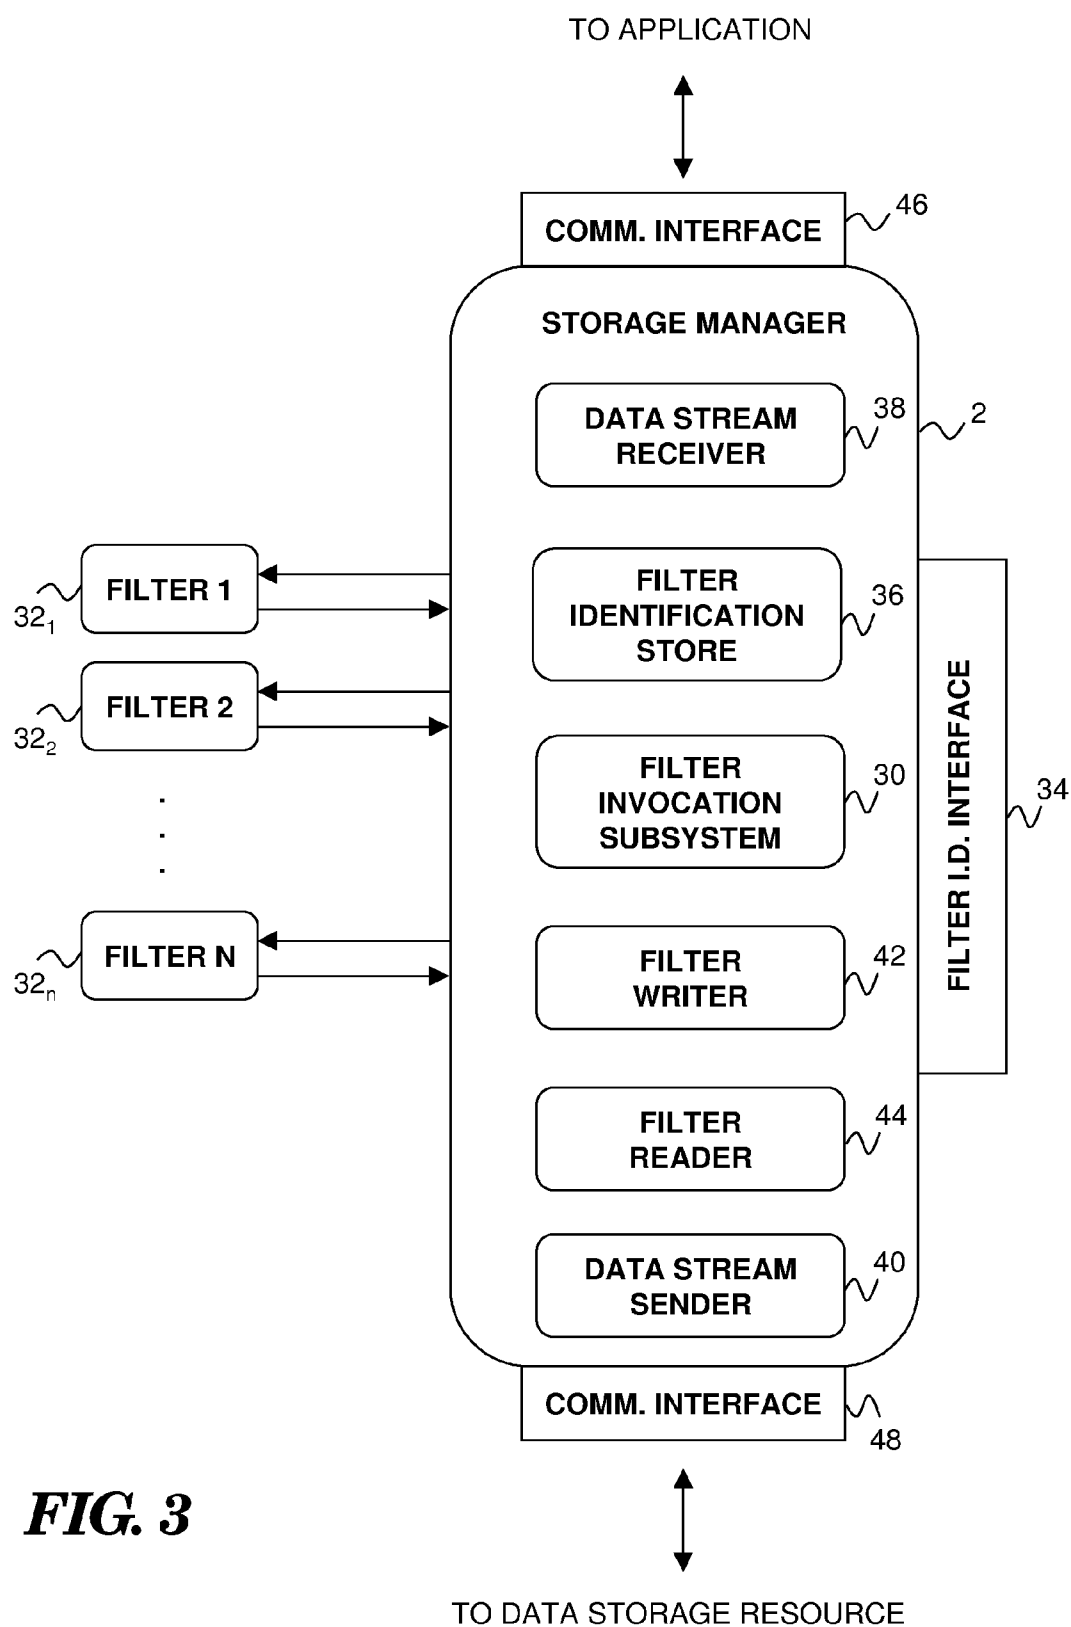 TO APPLICATION
COMM. INTERFACE
46
STORAGE MANAGER
DATA STREAM
RECEIVER
38
2
FILTER 1
32₁
FILTER
IDENTIFICATION
STORE
36
FILTER 2
32₂
FILTER
INVOCATION
SUBSYSTEM
30
FILTER I.D. INTERFACE
34
.
.
.
FILTER N
32ₙ
FILTER
WRITER
42
FILTER
READER
44
DATA STREAM
SENDER
40
COMM. INTERFACE
48
FIG. 3
TO DATA STORAGE RESOURCE